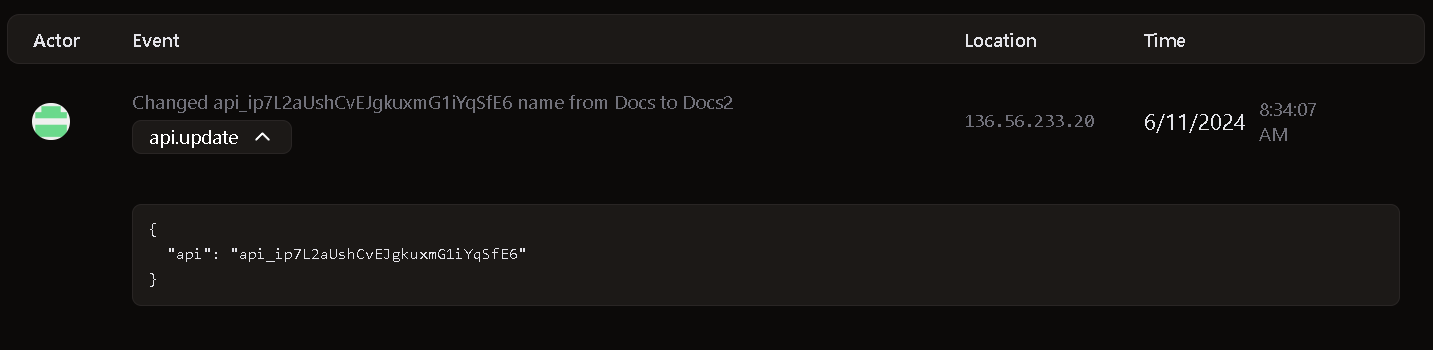 Actor Event Location Time
Changed api_ip7L2aUshCvEJgkuxmG1iYqSfE6 name from Docs to Docs2
api.update
136.56.233.20
6/11/2024
8:34:07
AM
{
"api": "api_ip7L2aUshCvEJgkuxmG1iYqSfE6"
}